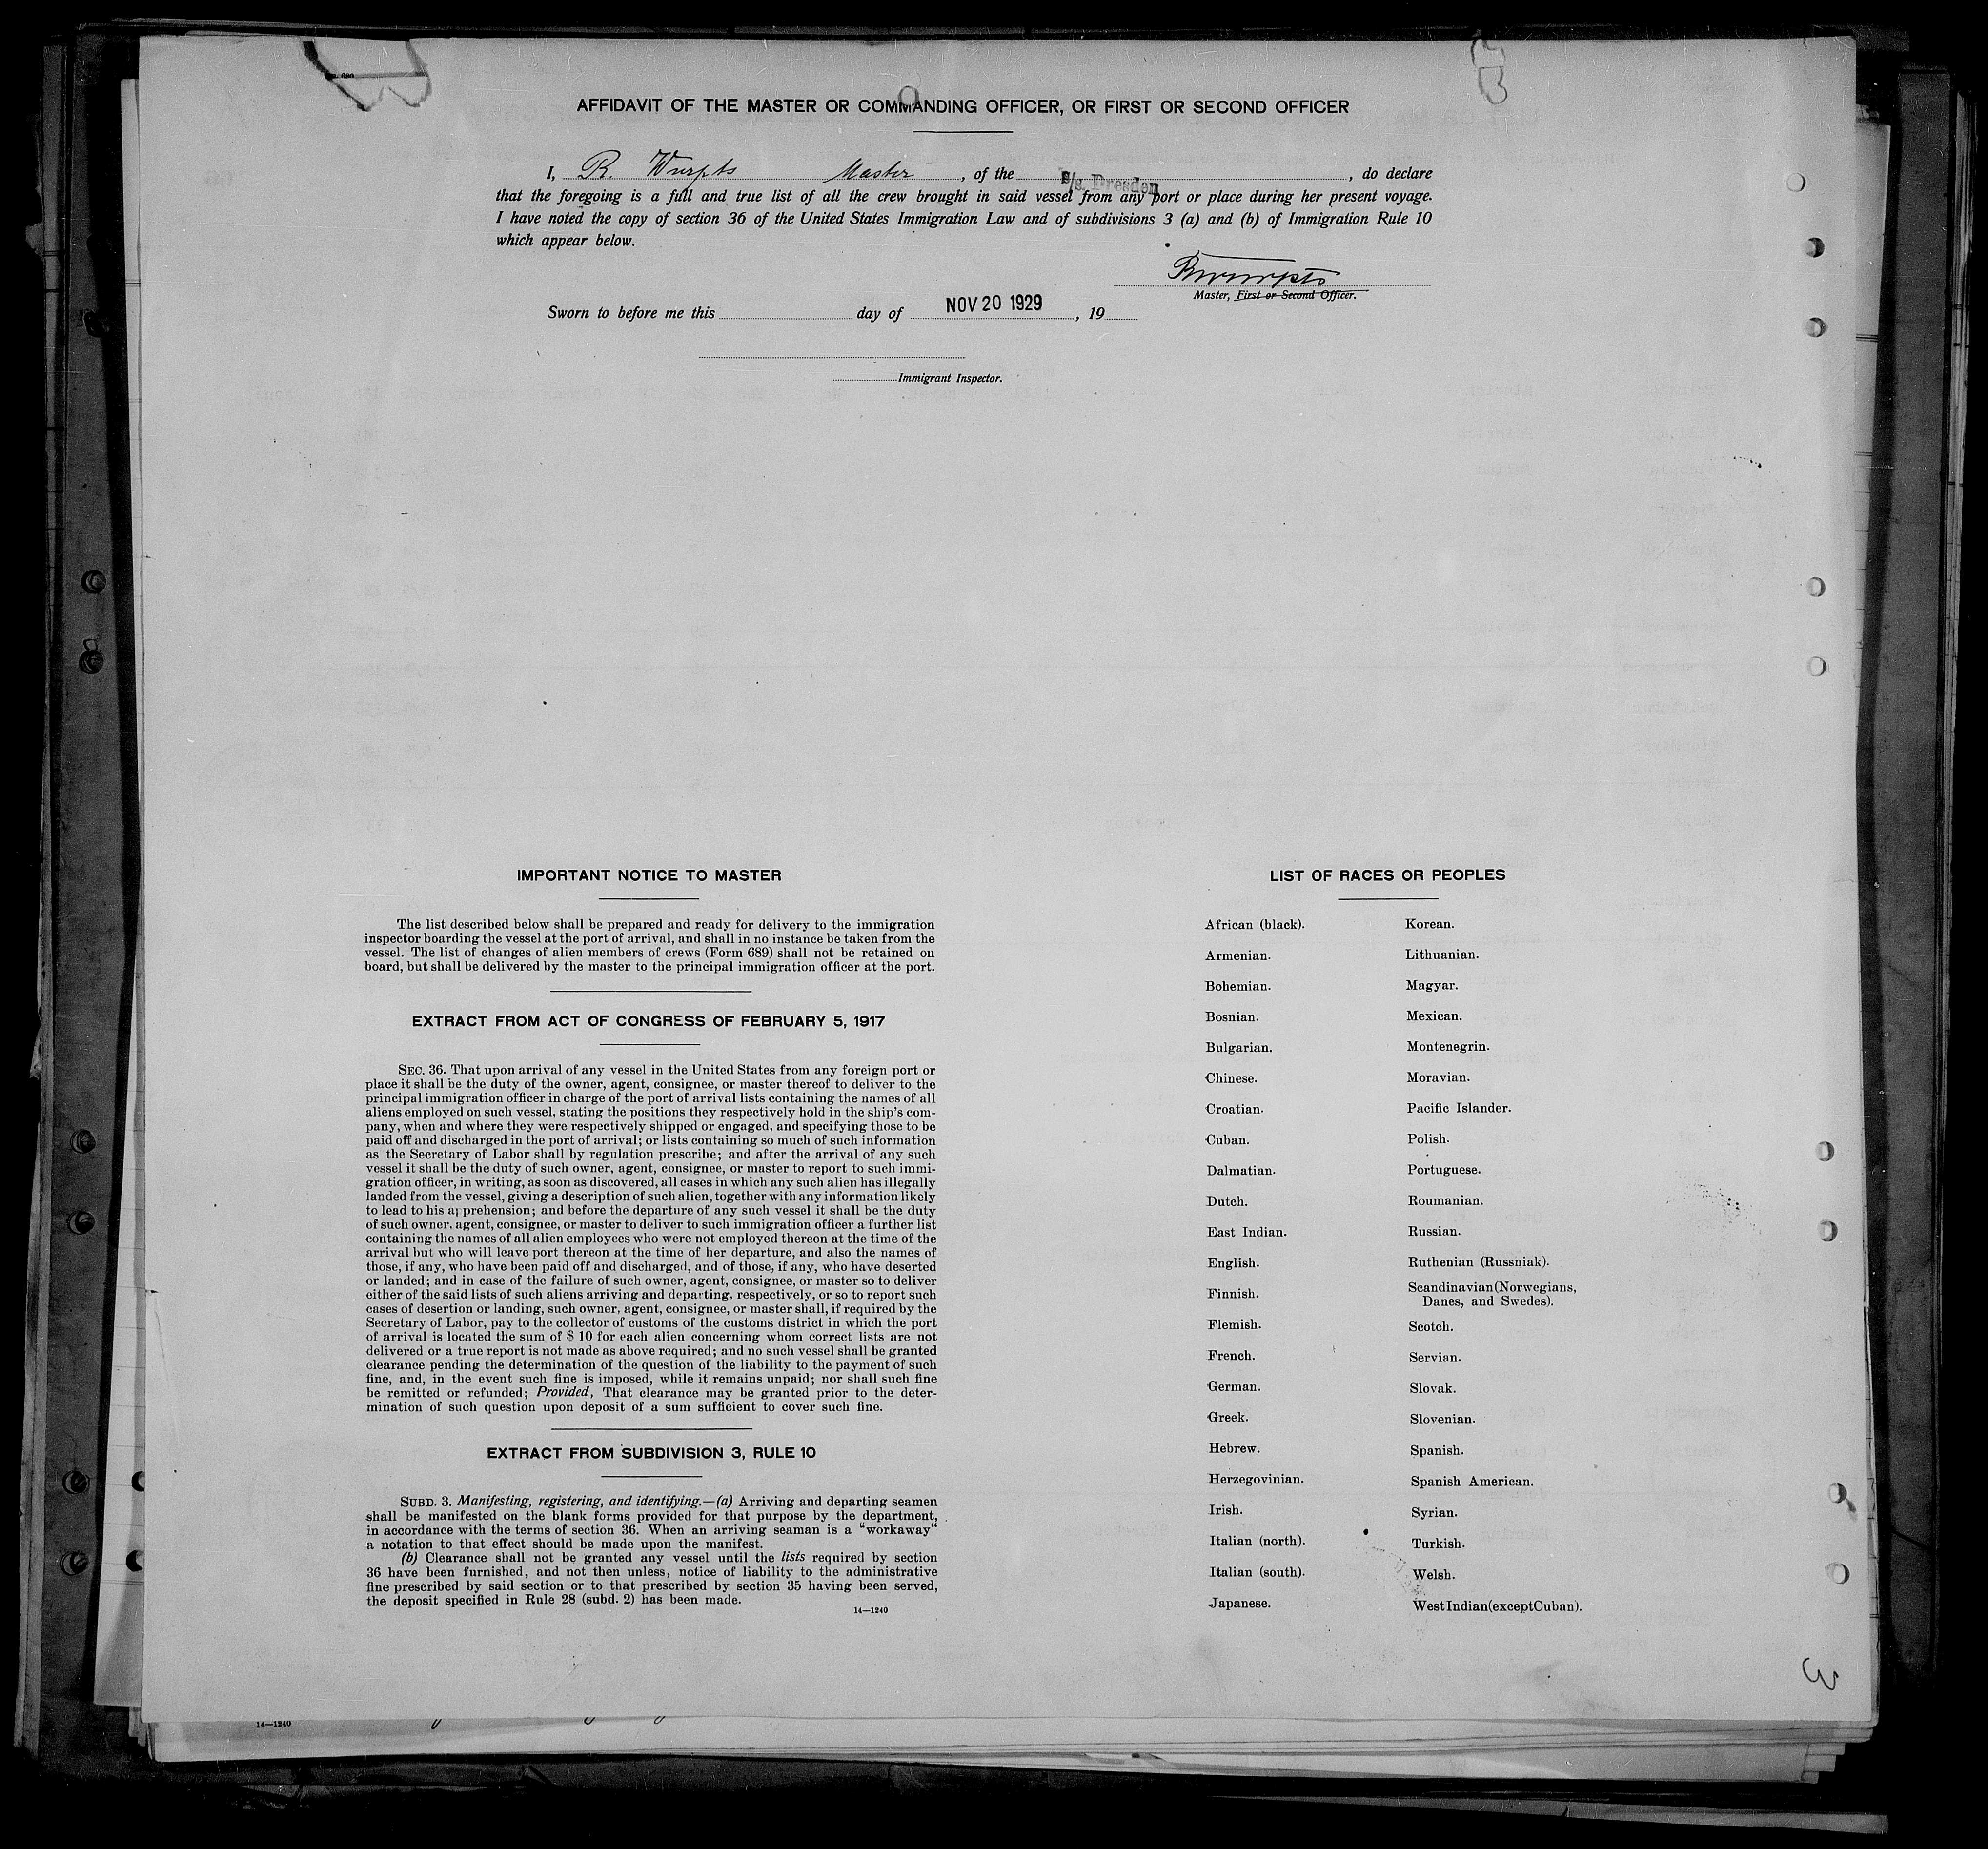 AFFIDAVIT OF THE MASTER OR COMMANDING OFFICER, OR FIRST OR SECOND OFFICER
I, R. Wurpts Master, of the S/S. Dresden, do declare
that the foregoing is a full and true list of all the crew brought in said vessel from any port or place during her present voyage.
I have noted the copy of section 36 of the United States Immigration Law and of subdivisions 3 (a) and (b) of Immigration Rule 10
which appear below.
Master, First or Second Officer.
Sworn to before me this day of NOV 20 1929, 19
Immigrant Inspector.
IMPORTANT NOTICE TO MASTER
The list described below shall be prepared and ready for delivery to the immigration
inspector boarding the vessel at the port of arrival, and shall in no instance be taken from the
vessel. The list of changes of alien members of crews (Form 689) shall not be retained on
board, but shall be delivered by the master to the principal immigration officer at the port.
EXTRACT FROM ACT OF CONGRESS OF FEBRUARY 5, 1917
SEC. 36. That upon arrival of any vessel in the United States from any foreign port or
place it shall be the duty of the owner, agent, consignee, or master thereof to deliver to the
principal immigration officer in charge of the port of arrival lists containing the names of all
aliens employed on such vessel, stating the positions they respectively hold in the ship's com-
pany, when and where they were respectively shipped or engaged, and specifying those to be
paid off and discharged in the port of arrival; or lists containing so much of such information
as the Secretary of Labor shall by regulation prescribe; and after the arrival of any such
vessel it shall be the duty of such owner, agent, consignee, or master to report to such immi-
gration officer, in writing, as soon as discovered, all cases in which any such alien has illegally
landed from the vessel, giving a description of such alien, together with any information likely
to lead to his apprehension; and before the departure of any such vessel it shall be the duty
of such owner, agent, consignee, or master to deliver to such immigration officer a further list
containing the names of all alien employees who were not employed thereon at the time of the
arrival but who will leave port thereon at the time of her departure, and also the names of
those, if any, who have been paid off and discharged, and of those, if any, who have deserted
or landed; and in case of the failure of such owner, agent, consignee, or master so to deliver
either of the said lists of such aliens arriving and departing, respectively, or so to report such
cases of desertion or landing, such owner, agent, consignee, or master shall, if required by the
Secretary of Labor, pay to the collector of customs of the customs district in which the port
of arrival is located the sum of $ 10 for each alien concerning whom correct lists are not
delivered or a true report is not made as above required; and no such vessel shall be granted
clearance pending the determination of the question of the liability to the payment of such
fine, and, in the event such fine is imposed, while it remains unpaid; nor shall such fine
be remitted or refunded; Provided, That clearance may be granted prior to the deter-
mination of such question upon deposit of a sum sufficient to cover such fine.
EXTRACT FROM SUBDIVISION 3, RULE 10
SUBD. 3. Manifesting, registering, and identifying.—(a) Arriving and departing seamen
shall be manifested on the blank forms provided for that purpose by the department,
in accordance with the terms of section 36. When an arriving seaman is a “workaway“
a notation to that effect should be made upon the manifest.
(b) Clearance shall not be granted any vessel until the lists required by section
36 have been furnished, and not then unless, notice of liability to the administrative
fine prescribed by said section or to that prescribed by section 35 having been served,
the deposit specified in Rule 28 (subd. 2) has been made.
14—1240
LIST OF RACES OR PEOPLES
African (black).
Armenian.
Bohemian.
Bosnian.
Bulgarian.
Chinese.
Croatian.
Cuban.
Dalmatian.
Dutch.
East Indian.
English.
Finnish.
Flemish.
French.
German.
Greek.
Hebrew.
Herzegovinian.
Irish.
Italian (north).
Italian (south).
Japanese.
Korean.
Lithuanian.
Magyar.
Mexican.
Montenegrin.
Moravian.
Pacific Islander.
Polish.
Portuguese.
Roumanian.
Russian.
Ruthenian (Russniak).
Scandinavian(Norwegians,
Danes, and Swedes).
Scotch.
Servian.
Slovak.
Slovenian.
Spanish.
Spanish American.
Syrian.
Turkish.
Welsh.
West Indian (except Cuban).
3
14—1240